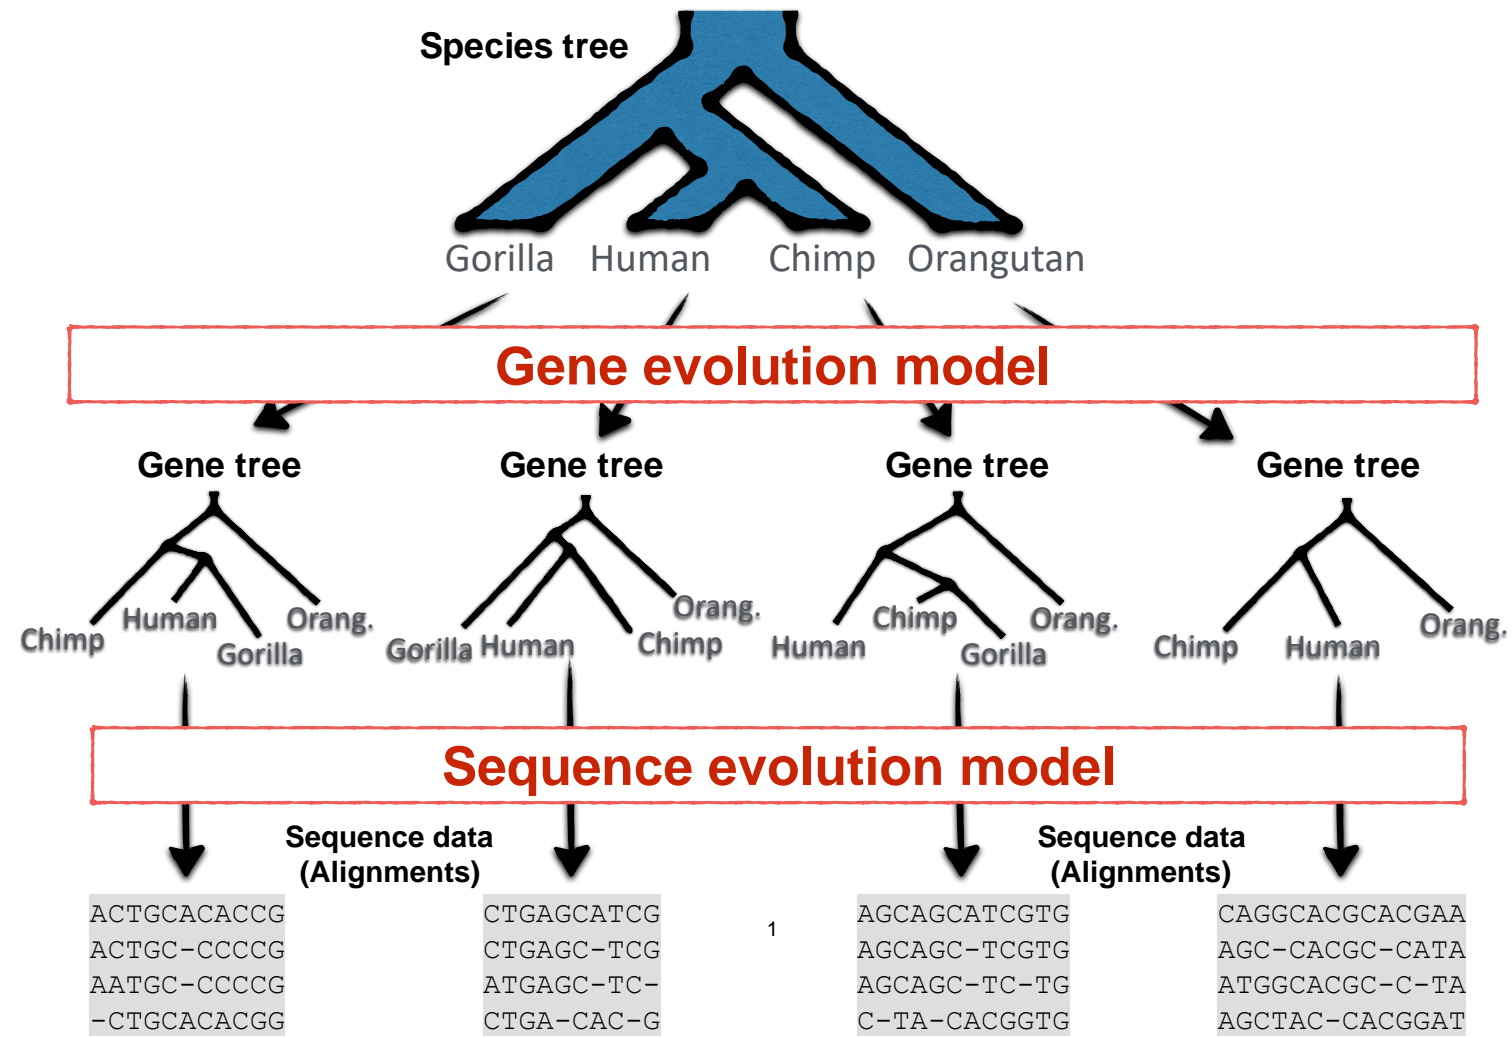 Species tree
Gorilla Human Chimp Orangutan
Gene evolution model
Gene tree Gene tree Gene tree Gene tree
Chimp Human Gorilla Orang.
Gorilla Human Chimp Orang.
Human Chimp Gorilla Orang.
Chimp Human Orang.
Sequence evolution model
Sequence data
(Alignments)
Sequence data
(Alignments)
ACTGCACACCG
ACTGC-CCCCG
AATGC-CCCCG
-CTGCACACGG
CTGAGCATCG
CTGAGC-TCG
ATGAGC-TC-
CTGA-CAC-G
1
AGCAGCATCGTG
AGCAGC-TCGTG
AGCAGC-TC-TG
C-TA-CACGGTG
CAGGCACGCACGAA
AGC-CACGC-CATA
ATGGCACGC-C-TA
AGCTAC-CACGGAT